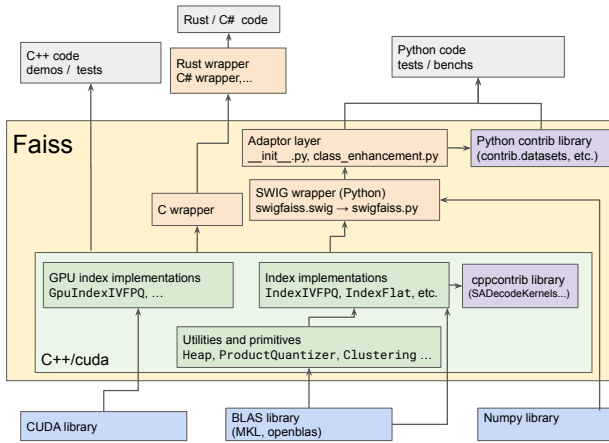 Rust / C# code
C++ code
demos / tests
Rust wrapper
C# wrapper,...
Python code
tests / benchs
Faiss
Adaptor layer
__init__.py, class_enhancement.py
Python contrib library
(contrib.datasets, etc.)
SWIG wrapper (Python)
swigfaiss.swig → swigfaiss.py
C wrapper
GPU index implementations
GpuIndexIVFPQ, ...
Index implementations
IndexIVFPQ, IndexFlat, etc.
cppcontrib library
(SADecodeKernels...)
Utilities and primitives
Heap, ProductQuantizer, Clustering ...
C++/cuda
CUDA library
BLAS library
(MKL, openblas)
Numpy library